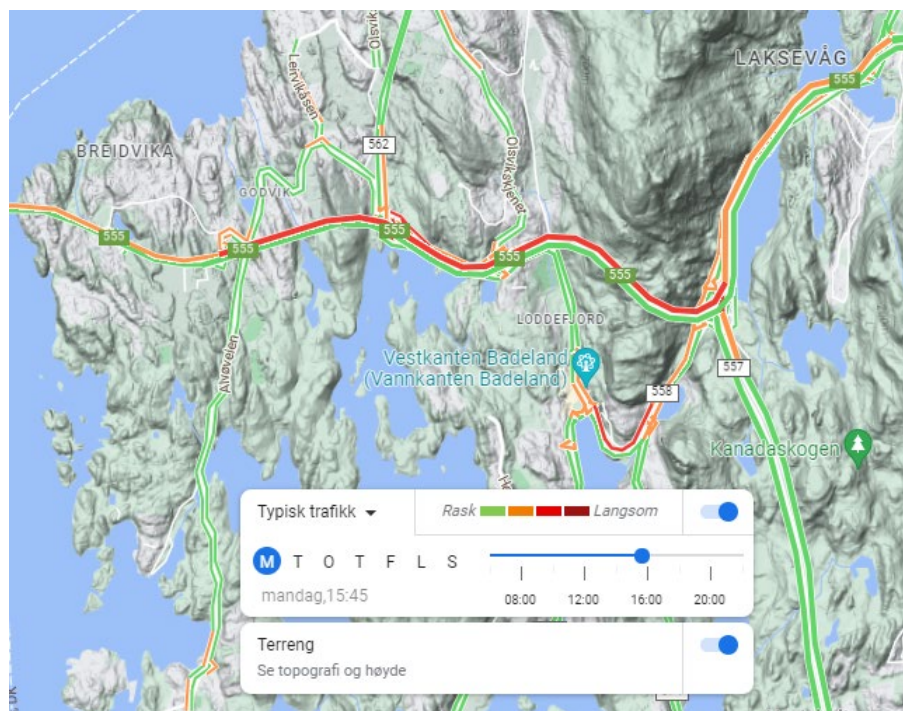 LAKSEVÅG
555
Olsvik
Leirvikåsen
562
BREIDVIKA
Olsvikskjenet
GODVIK
555
555
555
555
555
LODDEFJORD
Vestkanten Badeland
(Vannkanten Badeland)
557
558
Alvøveien
Kanadaskogen
Typisk trafikk
Rask
Langsom
M T O T F L S
mandag,15:45
08:00 12:00 16:00 20:00
Terreng
Se topografi og høyde